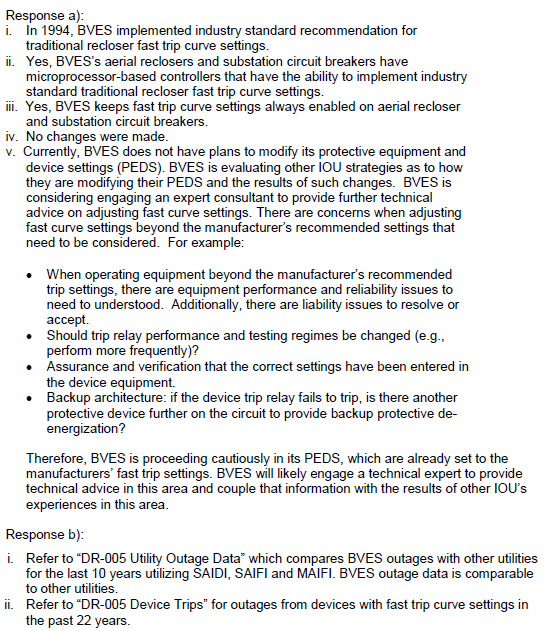 Response a):
i. In 1994, BVES implemented industry standard recommendation for
traditional recloser fast trip curve settings.
ii. Yes, BVES's aerial reclosers and substation circuit breakers have
microprocessor-based controllers that have the ability to implement industry
standard traditional recloser fast trip curve settings.
iii. Yes, BVES keeps fast trip curve settings always enabled on aerial recloser
and substation circuit breakers.
iv. No changes were made.
v. Currently, BVES does not have plans to modify its protective equipment and
device settings (PEDS). BVES is evaluating other IOU strategies as to how
they are modifying their PEDS and the results of such changes. BVES is
considering engaging an expert consultant to provide further technical
advice on adjusting fast curve settings. There are concerns when adjusting
fast curve settings beyond the manufacturer's recommended settings that
need to be considered. For example:
• When operating equipment beyond the manufacturer's recommended
trip settings, there are equipment performance and reliability issues to
need to understood. Additionally, there are liability issues to resolve or
accept.
• Should trip relay performance and testing regimes be changed (e.g.,
perform more frequently)?
• Assurance and verification that the correct settings have been entered in
the device equipment.
• Backup architecture: if the device trip relay fails to trip, is there another
protective device further on the circuit to provide backup protective de-
energization?
Therefore, BVES is proceeding cautiously in its PEDS, which are already set to the
manufacturers' fast trip settings. BVES will likely engage a technical expert to provide
technical advice in this area and couple that information with the results of other IOU's
experiences in this area.
Response b):
i. Refer to "DR-005 Utility Outage Data" which compares BVES outages with other utilities
for the last 10 years utilizing SAIDI, SAIFI and MAIFI. BVES outage data is comparable
to other utilities.
ii. Refer to "DR-005 Device Trips" for outages from devices with fast trip curve settings in
the past 22 years.